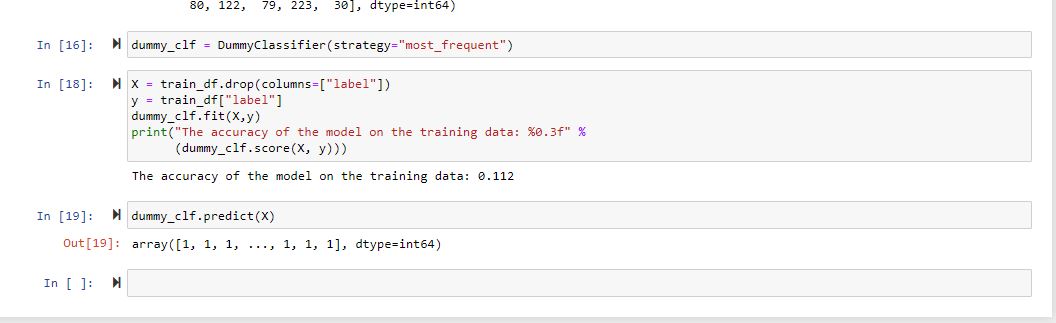 80, 122,  79, 223,  30], dtype=int64)
In [16]: dummy_clf = DummyClassifier(strategy="most_frequent")
In [18]: X = train_df.drop(columns=["label"])
y = train_df["label"]
dummy_clf.fit(X,y)
print("The accuracy of the model on the training data: %0.3f" %
      (dummy_clf.score(X, y)))
The accuracy of the model on the training data: 0.112
In [19]: dummy_clf.predict(X)
Out[19]: array([1, 1, 1, ..., 1, 1, 1], dtype=int64)
In [ ]: